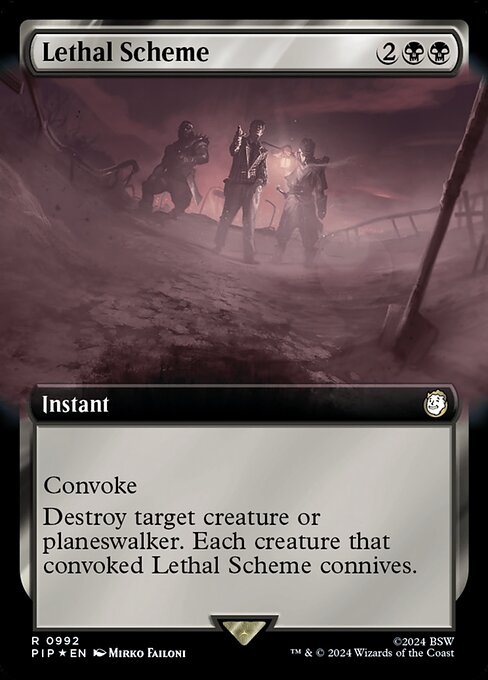 Lethal Scheme 2
Instant
Convoke
Destroy target creature or
planeswalker. Each creature that
convoked Lethal Scheme connives.
R 0992
PIP★EN Mirko Failoni
©2024 BSW
™ & © 2024 Wizards of the Coast